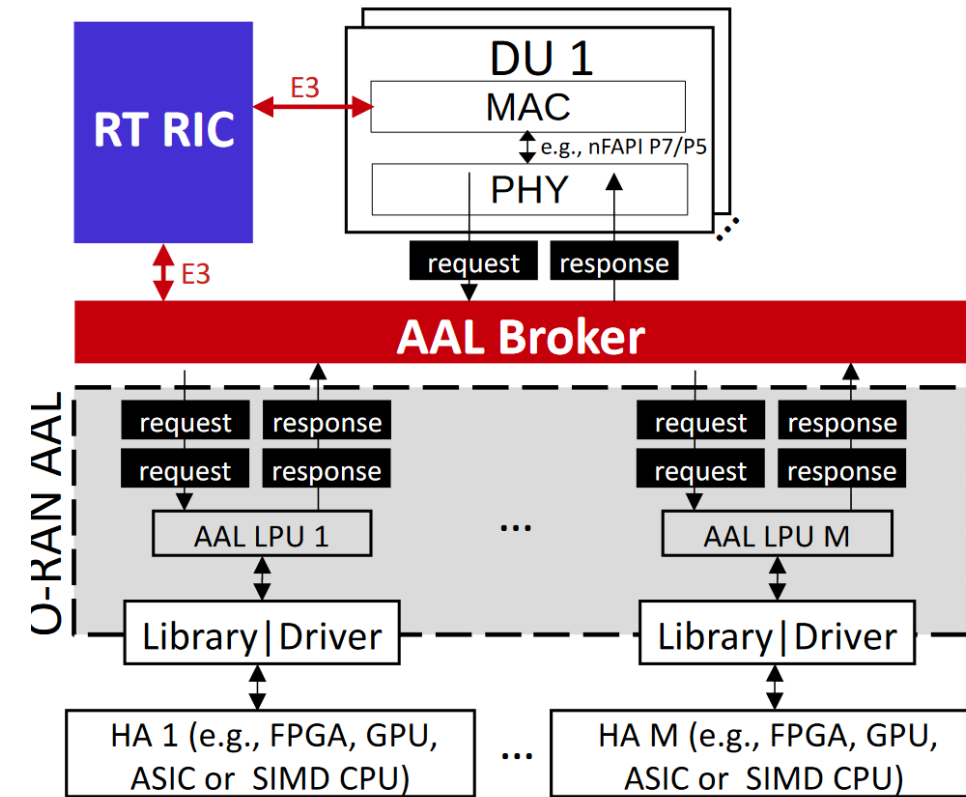 DU 1
E3
MAC
RT RIC
e.g., nFAPI P7/P5
PHY
...
E3
request
response
AAL Broker
O-RAN AAL
request
response
request
response
request
response
request
response
AAL LPU 1
...
AAL LPU M
Library|Driver
Library|Driver
HA 1 (e.g., FPGA, GPU,
ASIC or SIMD CPU)
...
HA M (e.g., FPGA, GPU,
ASIC or SIMD CPU)